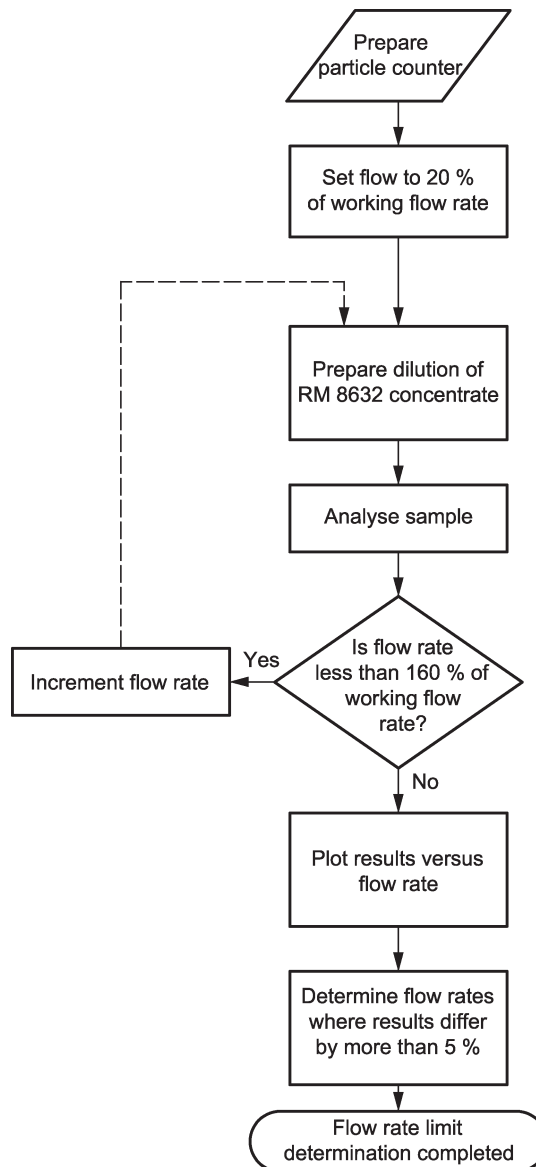 Prepare
particle counter
Set flow to 20 %
of working flow rate
Prepare dilution of
RM 8632 concentrate
Analyse sample
Is flow rate
less than 160 % of
working flow
rate?
Yes
Increment flow rate
No
Plot results versus
flow rate
Determine flow rates
where results differ
by more than 5 %
Flow rate limit
determination completed